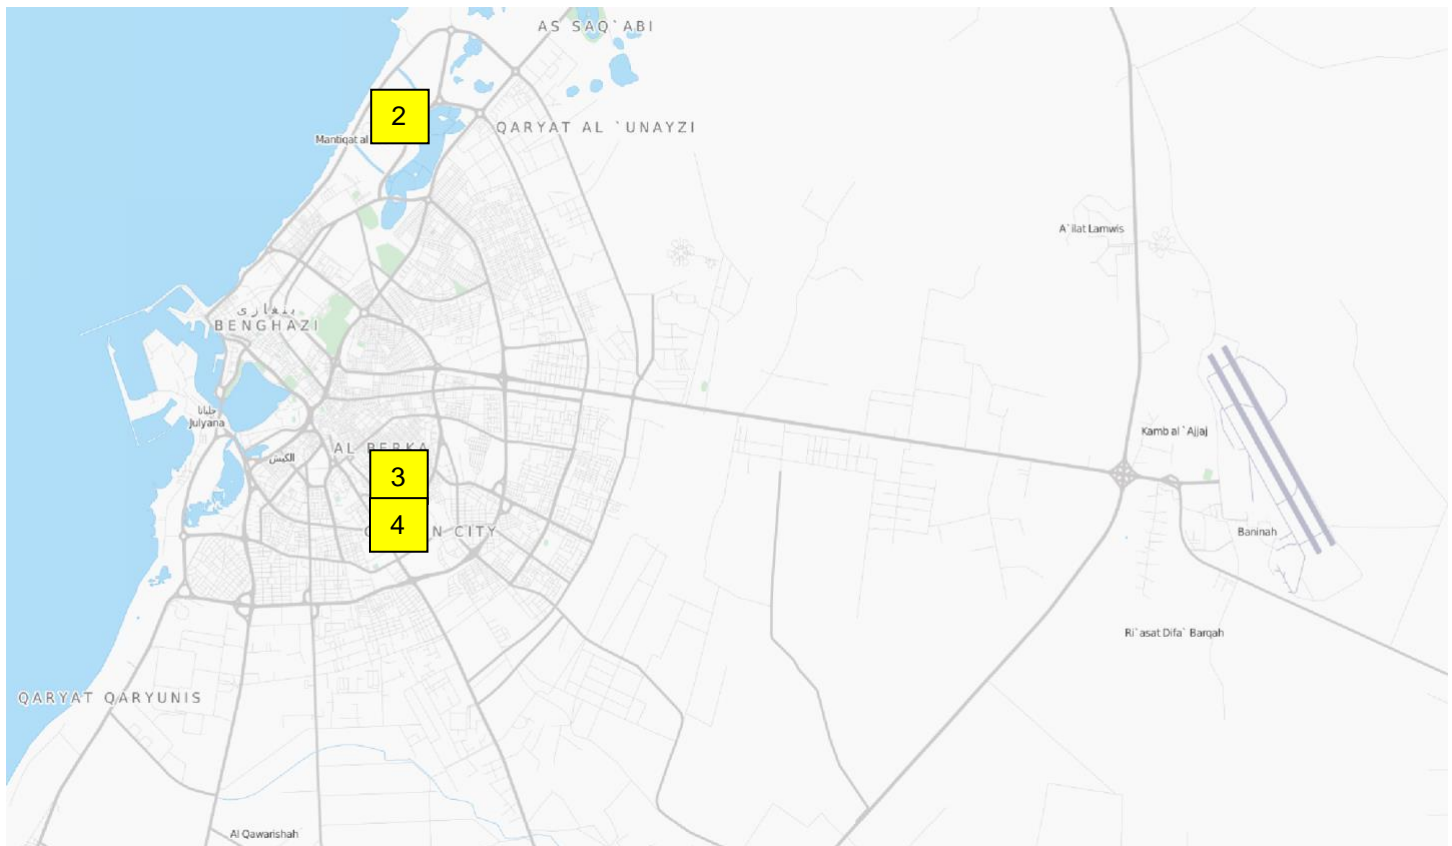 AS SAQ`ABI
2
QARYAT AL `UNAYZI
Mantiqat al
A`ilat Lamwis
بنغازي
BENGHAZI
جليانا
Julyana
Kamb al `Ajjaj
AL BERKA
الكيش
3
4
N CITY
Baninah
Ri`asat Difa` Barqah
QARYAT QARYUNIS
Al Qawarishah